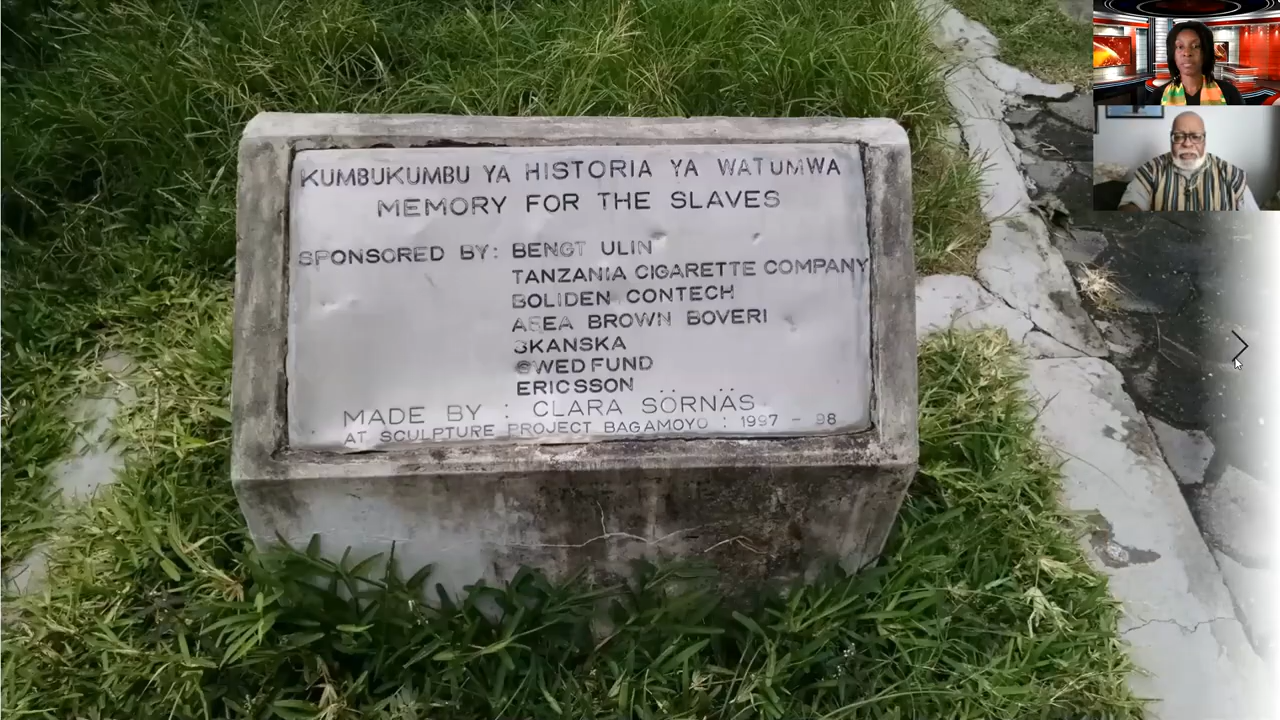 KUMBUKUMBU YA HISTORIA YA WATUMWA
MEMORY FOR THE SLAVES
SPONSORED BY: BENGT ULIN
TANZANIA CIGARETTE COMPANY
BOLIDEN CONTECH
ASEA BROWN BOVERI
SKANSKA
SWEDFUND
ERICSSON
MADE BY : CLARA SÖRNÄS
AT SCULPTURE PROJECT BAGAMOYO : 1997 - 98